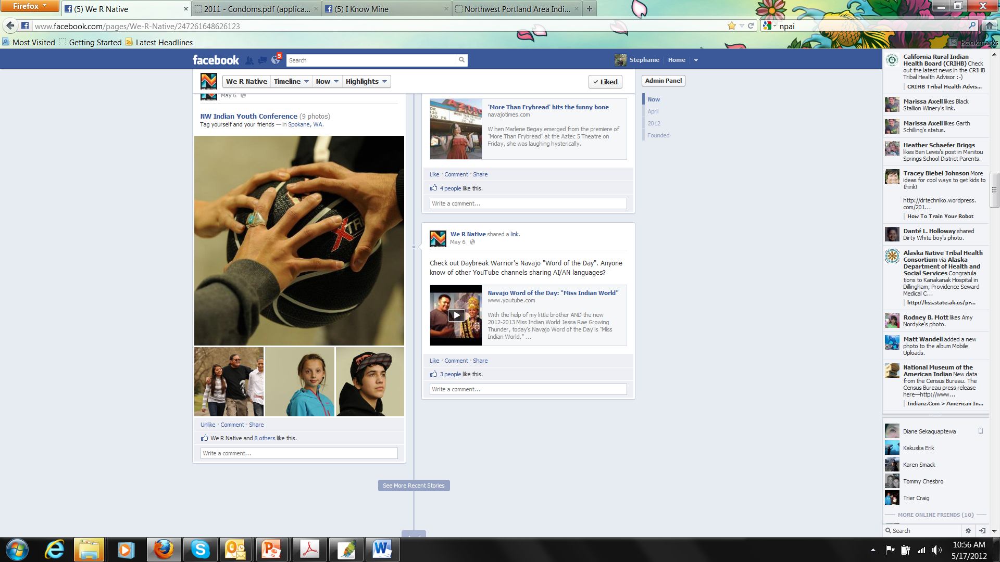 Firefox
(5) We R Native
2011 - Condoms.pdf (applica...
(5) I Know Mine
Northwest Portland Area Indi...
www.facebook.com/pages/We-R-Native/247261648626123
npai
Most Visited
Getting Started
Latest Headlines
Bookmarks
facebook
5
Search
Stephanie
Home
We R Native
Timeline
Now
Highlights
Liked
Admin Panel
Now
April
2012
Founded
May 6
NW Indian Youth Conference (9 photos)
Tag yourself and your friends — in Spokane, WA.
Unlike · Comment · Share
We R Native and 8 others like this.
Write a comment...
'More Than Frybread' hits the funny bone
navajotimes.com
W hen Marlene Begay emerged from the premiere of
"More Than Frybread" at the Aztec 5 Theatre on
Friday, she was laughing hysterically.
Like · Comment · Share
4 people like this.
Write a comment...
We R Native shared a link.
May 6
Check out Daybreak Warrior's Navajo "Word of the Day". Anyone
know of other YouTube channels sharing AI/AN languages?
Navajo Word of the Day: "Miss Indian World"
www.youtube.com
With the help of my little brother AND the new
2012-2013 Miss Indian World Jessa Rae Growing
Thunder, today's Navajo Word of the Day is "Miss
Indian World." ...
Like · Comment · Share
3 people like this.
Write a comment...
See More Recent Stories
California Rural Indian
Health Board (CRIHB) Check
out the latest news in the CRIHB
Tribal Health Advisor :-)
CRIHB Tribal Health Advis...
Marissa Axell likes Black
Stallion Winery's link.
Marissa Axell likes Garth
Schilling's status.
Heather Schaefer Briggs
likes Ben Lewis's post in Manitou
Springs School District Parents.
Tracey Biebel Johnson More
ideas for cool ways to get kids to
think!
http://drtechniko.wordpress.
com/201...
How To Train Your Robot
Danté L. Holloway shared
Dirty White boy's photo.
Alaska Native Tribal Health
Consortium via Alaska
Department of Health and
Social Services Congratula
tions to Kanakanak Hospital in
Dillingham, Providence Seward
Medical C...
http://hss.state.ak.us/pr...
Rodney B. Mott likes Amy
Nordyke's photo.
Matt Wandell added a new
photo to the album Mobile
Uploads.
National Museum of the
American Indian New data
from the Census Bureau. The
Census Bureau press release
here—http://www...
Indianz.Com > American In...
Diane Sekaquaptewa
Kakuska Erik
Karen Smack
Tommy Chesbro
Trier Craig
MORE ONLINE FRIENDS (10)
Search
10:56 AM
5/17/2012